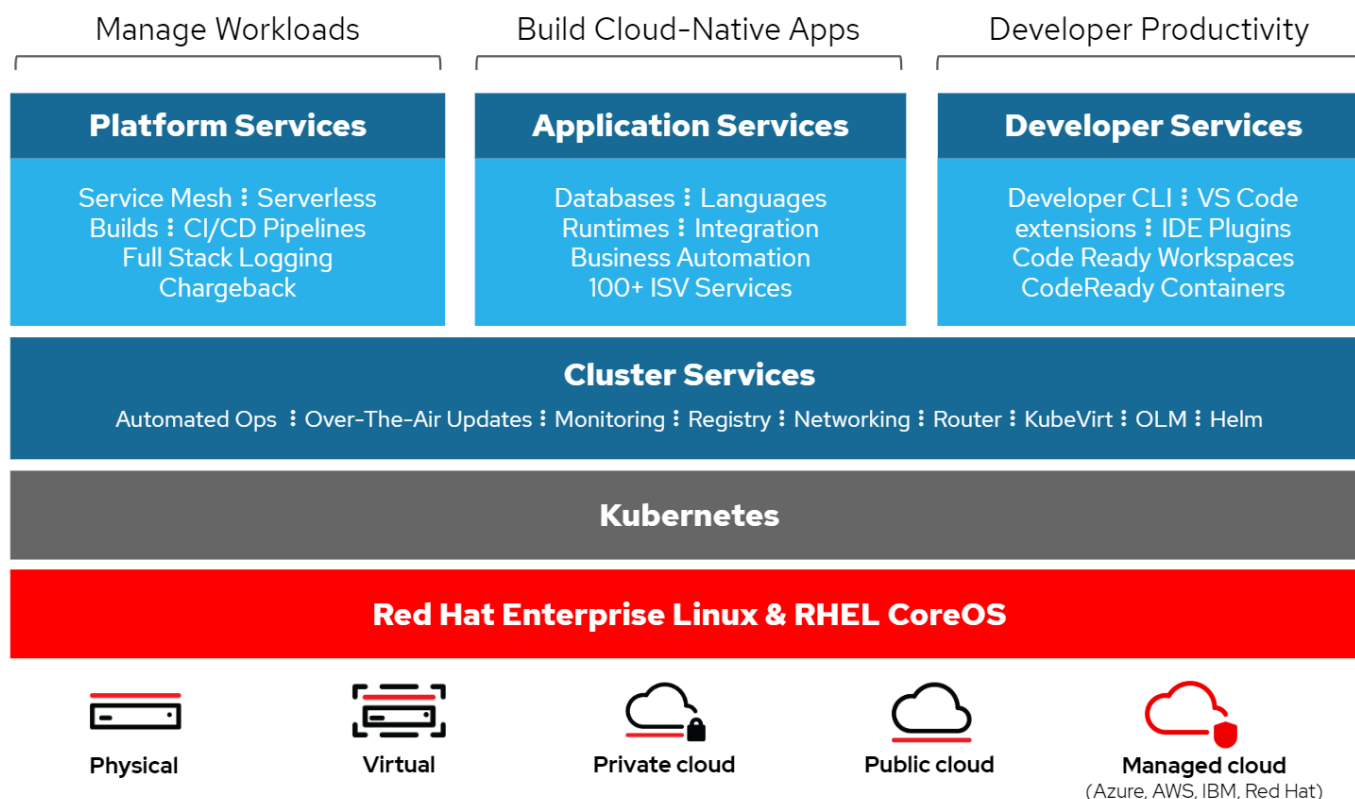 Manage Workloads
Build Cloud-Native Apps
Developer Productivity
Platform Services
Service Mesh ⋮ Serverless
Builds ⋮ CI/CD Pipelines
Full Stack Logging
Chargeback
Application Services
Databases ⋮ Languages
Runtimes ⋮ Integration
Business Automation
100+ ISV Services
Developer Services
Developer CLI ⋮ VS Code
extensions ⋮ IDE Plugins
Code Ready Workspaces
CodeReady Containers
Cluster Services
Automated Ops ⋮ Over-The-Air Updates ⋮ Monitoring ⋮ Registry ⋮ Networking ⋮ Router ⋮ KubeVirt ⋮ OLM ⋮ Helm
Kubernetes
Red Hat Enterprise Linux & RHEL CoreOS
Physical
Virtual
Private cloud
Public cloud
Managed cloud
(Azure, AWS, IBM, Red Hat)